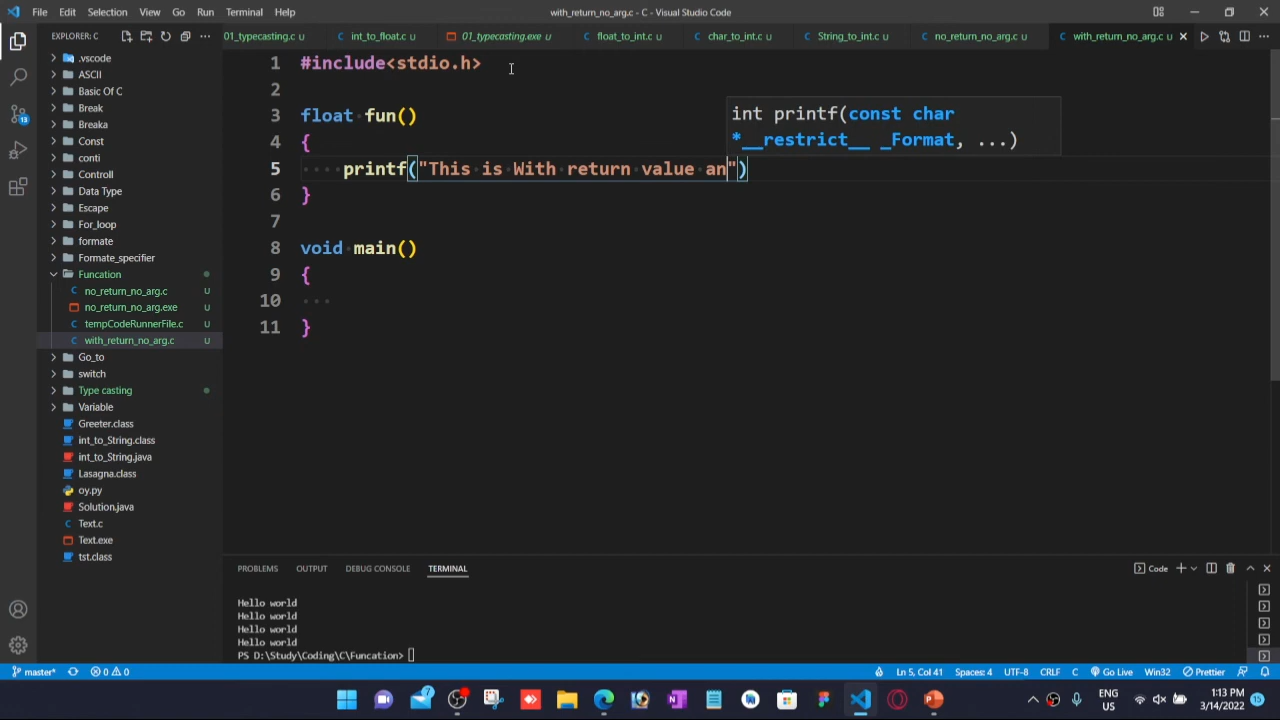 File Edit Selection View Go Run Terminal Help
with_return_no_arg.c - C - Visual Studio Code
EXPLORER: C
01_typecasting.c U
int_to_float.c U
01_typecasting.exe U
float_to_int.c U
char_to_int.c U
String_to_int.c U
no_return_no_arg.c U
with_return_no_arg.c U
.vscode
ASCII
Basic Of C
Break
Breaka
Const
conti
Controll
Data Type
Escape
For_loop
formate
Formate_specifier
Funcation
no_return_no_arg.c U
no_return_no_arg.exe U
tempCodeRunnerFile.c U
with_return_no_arg.c U
Go_to
switch
Type casting
Variable
Greeter.class
int_to_String.class
int_to_String.java
Lasagna.class
oy.py
Solution.java
Text.c
Text.exe
tst.class
13
1 #include<stdio.h>
2
3 float fun()
4 {
5 printf("This is With return value an")
6 }
7
8 void main()
9 {
10
11 }
int printf(const char
*__restrict__ _Format, ...)
PROBLEMS OUTPUT DEBUG CONSOLE TERMINAL
Code
Hello world
Hello world
Hello world
Hello world
PS D:\Study\Coding\C\Funcation>
master* 0 0
Ln 5, Col 41 Spaces: 4 UTF-8 CRLF C Go Live Win32 Prettier
7
ENG
US
1:13 PM
3/14/2022
15